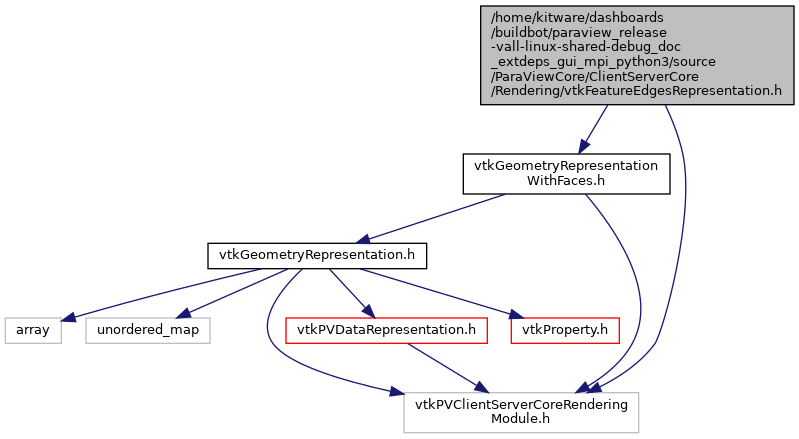 /home/kitware/dashboards
/buildbot/paraview_release
-vall-linux-shared-debug_doc
_extdeps_gui_mpi_python3/source
/ParaViewCore/ClientServerCore
/Rendering/vtkFeatureEdgesRepresentation.h
vtkGeometryRepresentation
WithFaces.h
vtkGeometryRepresentation.h
array
unordered_map
vtkPVDataRepresentation.h
vtkProperty.h
vtkPVClientServerCoreRendering
Module.h